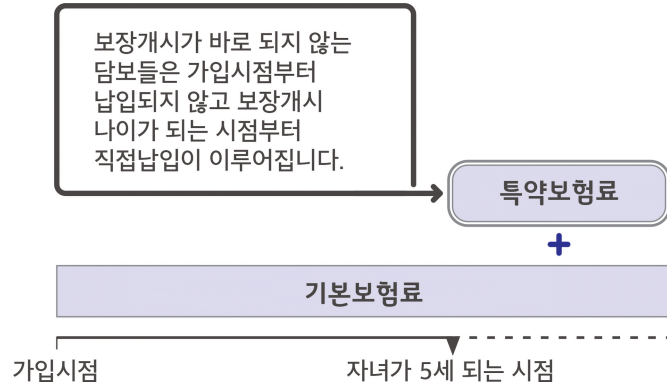 보장개시가 바로 되지 않는
담보들은 가입시점부터
납입되지 않고 보장개시
나이가 되는 시점부터
직접납입이 이루어집니다.
특약보험료
+
기본보험료
가입시점
자녀가 5세 되는 시점